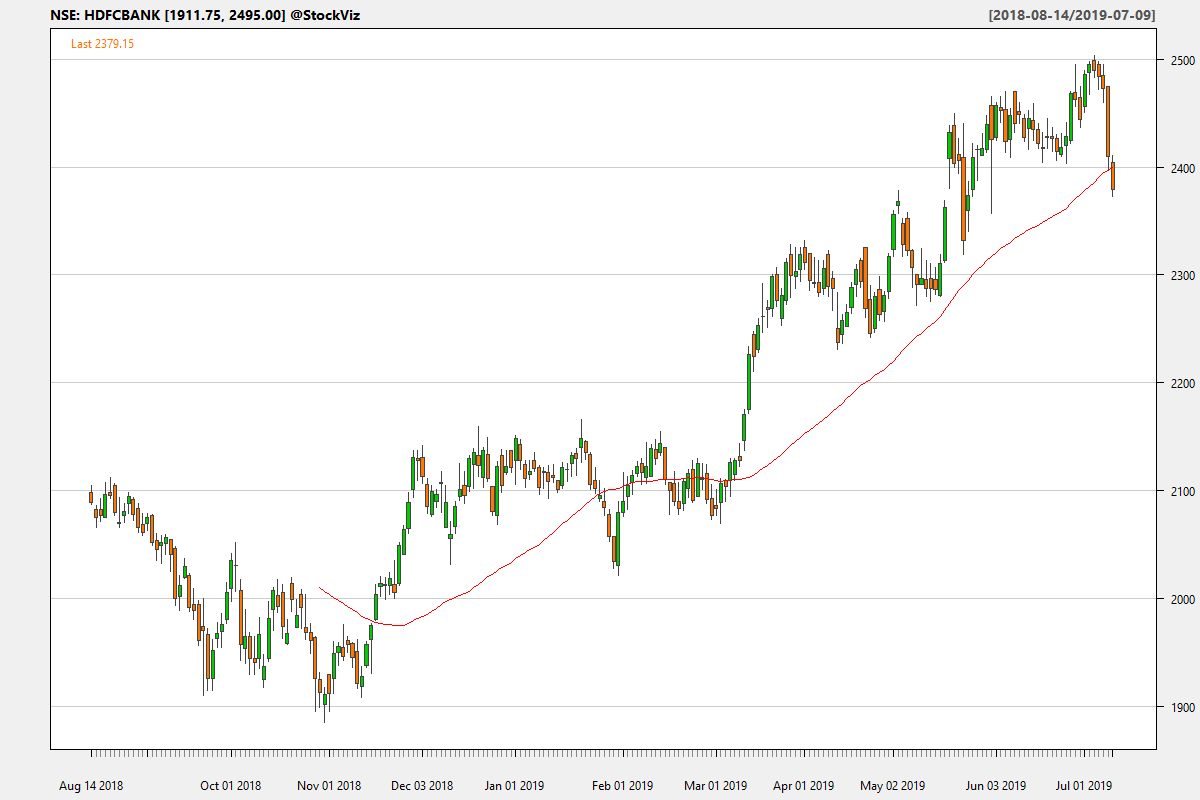 NSE: HDFCBANK [1911.75, 2495.00] @StockViz
[2018-08-14/2019-07-09]
Last 2379.15
2500
2400
2300
2200
2100
2000
1900
Aug 14 2018 Oct 01 2018 Nov 01 2018 Dec 03 2018 Jan 01 2019 Feb 01 2019 Mar 01 2019 Apr 01 2019 May 02 2019 Jun 03 2019 Jul 01 2019